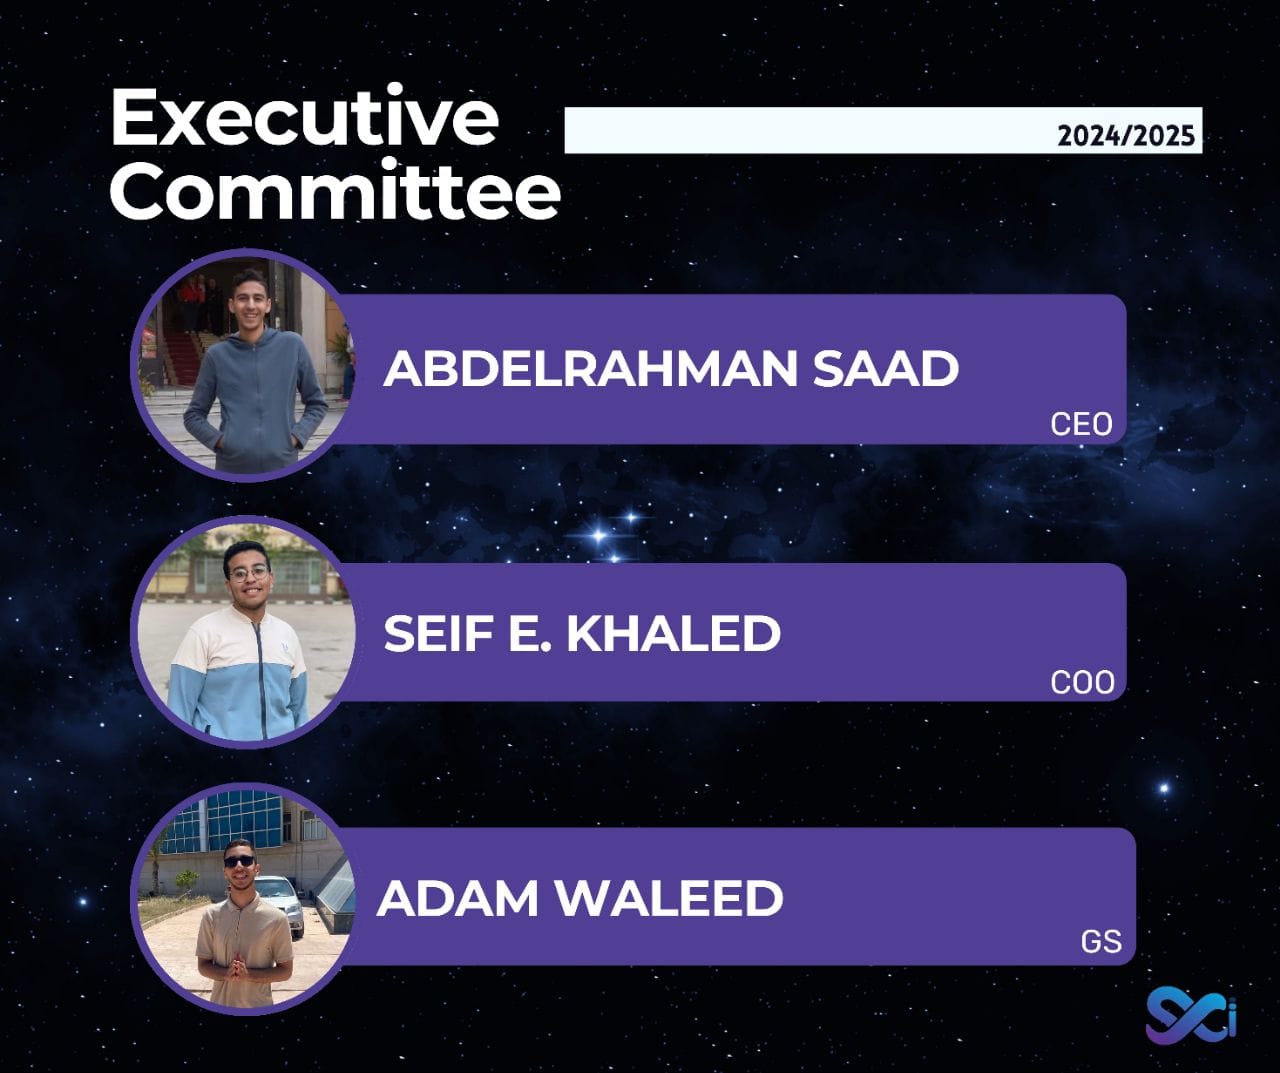 Executive
Committee
2024/2025
ABDELRAHMAN SAAD
CEO
SEIF E. KHALED
COO
ADAM WALEED
GS